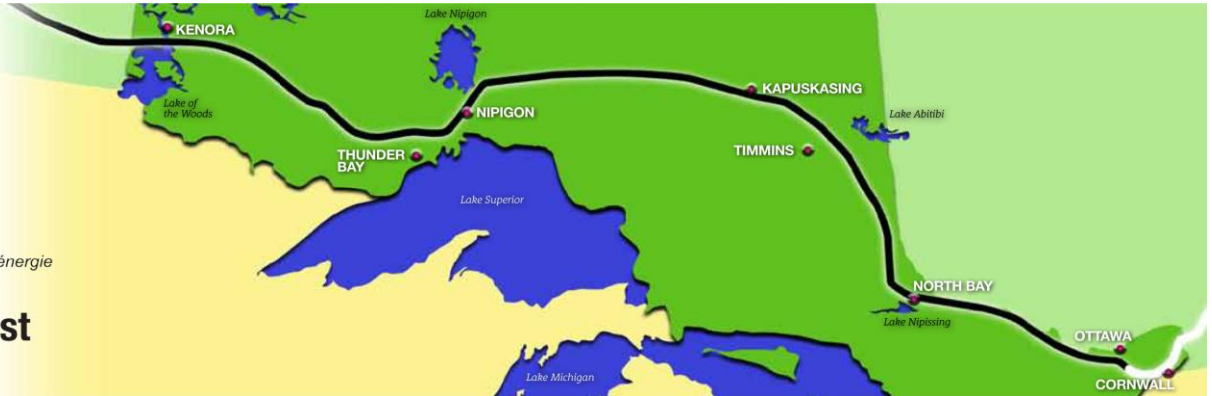 Lake Nipigon
KENORA
Lake of
the Woods
NIPIGON
KAPUSKASING
Lake Abitibi
THUNDER
BAY
TIMMINS
Lake Superior
énergie
NORTH BAY
Lake Nipissing
st
OTTAWA
Lake Michigan
CORNWALL